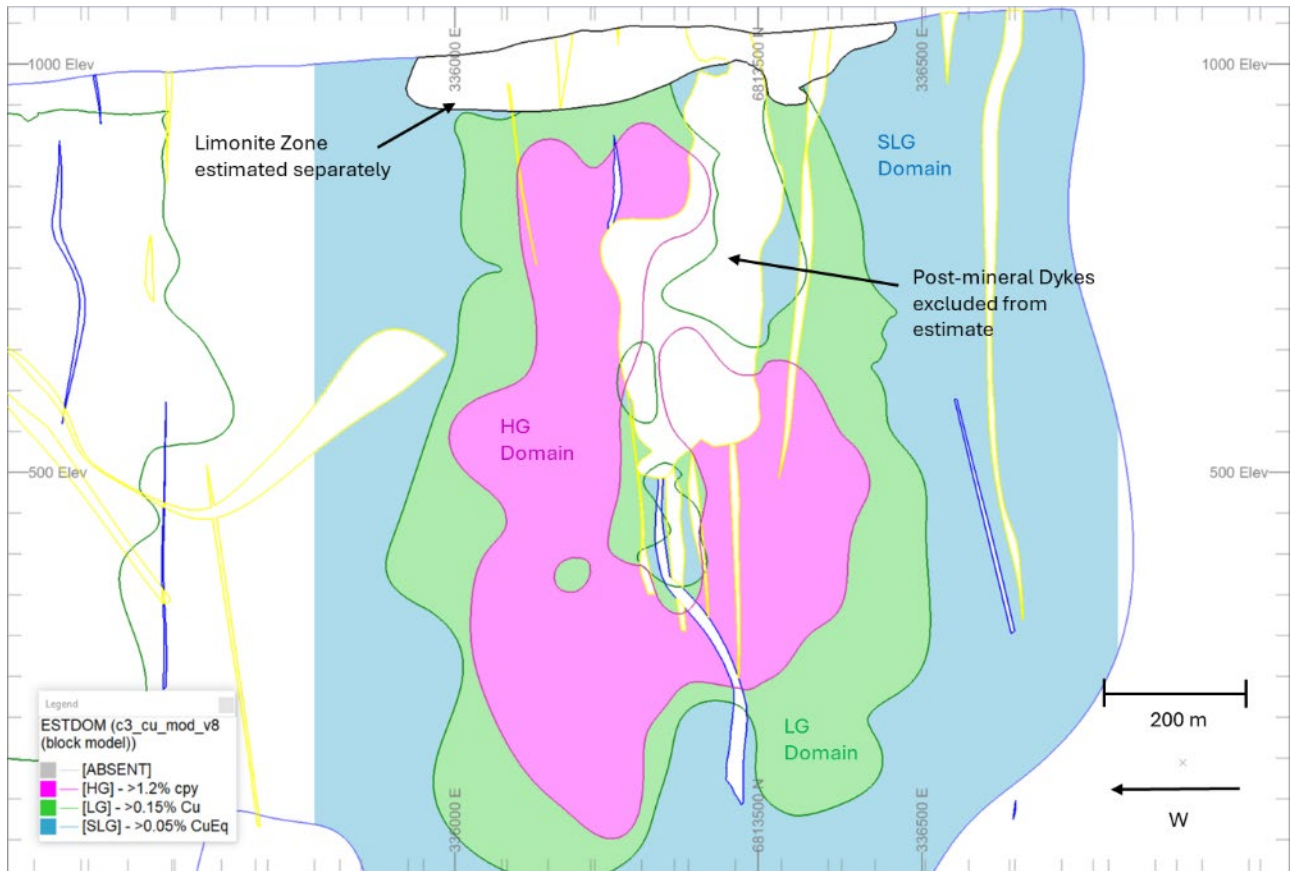 336000 E
6813500 N
336500 E
1000 Elev
1000 Elev
Limonite Zone
estimated separately
SLG
Domain
Post-mineral Dykes
excluded from
estimate
HG
Domain
500 Elev
500 Elev
Legend
ESTDOM (c3_cu_mod_v8
(block model))
[ABSENT]
[HG] - >1.2% cpy
[LG] - >0.15% Cu
[SLG] - >0.05% CuEq
LG
Domain
200 m
W
336000 E
6813500 N
336500 E